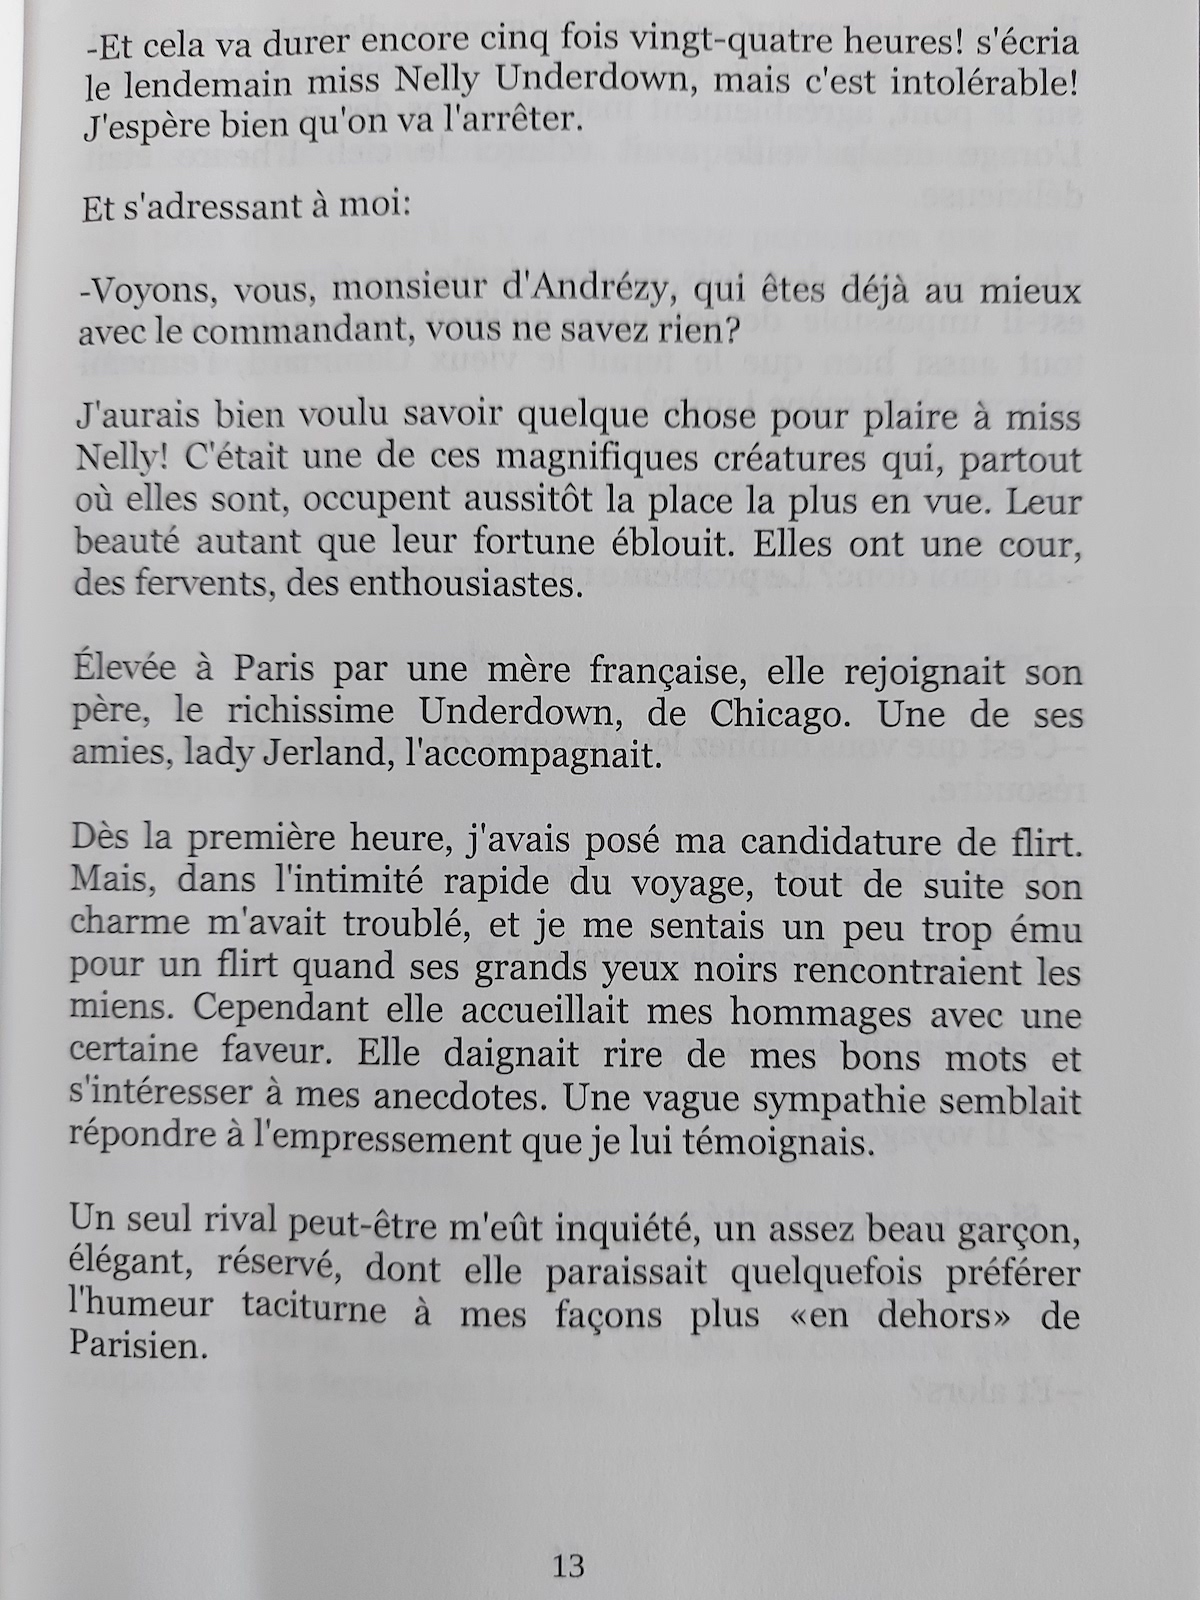 -Et cela va durer encore cinq fois vingt-quatre heures! s'écria
le lendemain miss Nelly Underdown, mais c'est intolérable!
J'espère bien qu'on va l'arrêter.
Et s'adressant à moi:
-Voyons, vous, monsieur d'Andrézy, qui êtes déjà au mieux
avec le commandant, vous ne savez rien?
J'aurais bien voulu savoir quelque chose pour plaire à miss
Nelly! C'était une de ces magnifiques créatures qui, partout
où elles sont, occupent aussitôt la place la plus en vue. Leur
beauté autant que leur fortune éblouit. Elles ont une cour,
des fervents, des enthousiastes.
Élevée à Paris par une mère française, elle rejoignait son
père, le richissime Underdown, de Chicago. Une de ses
amies, lady Jerland, l'accompagnait.
Dès la première heure, j'avais posé ma candidature de flirt.
Mais, dans l'intimité rapide du voyage, tout de suite son
charme m'avait troublé, et je me sentais un peu trop ému
pour un flirt quand ses grands yeux noirs rencontraient les
miens. Cependant elle accueillait mes hommages avec une
certaine faveur. Elle daignait rire de mes bons mots et
s'intéresser à mes anecdotes. Une vague sympathie semblait
répondre à l'empressement que je lui témoignais.
Un seul rival peut-être m'eût inquiété, un assez beau garçon,
élégant, réservé, dont elle paraissait quelquefois préférer
l'humeur taciturne à mes façons plus «en dehors» de
Parisien.
13